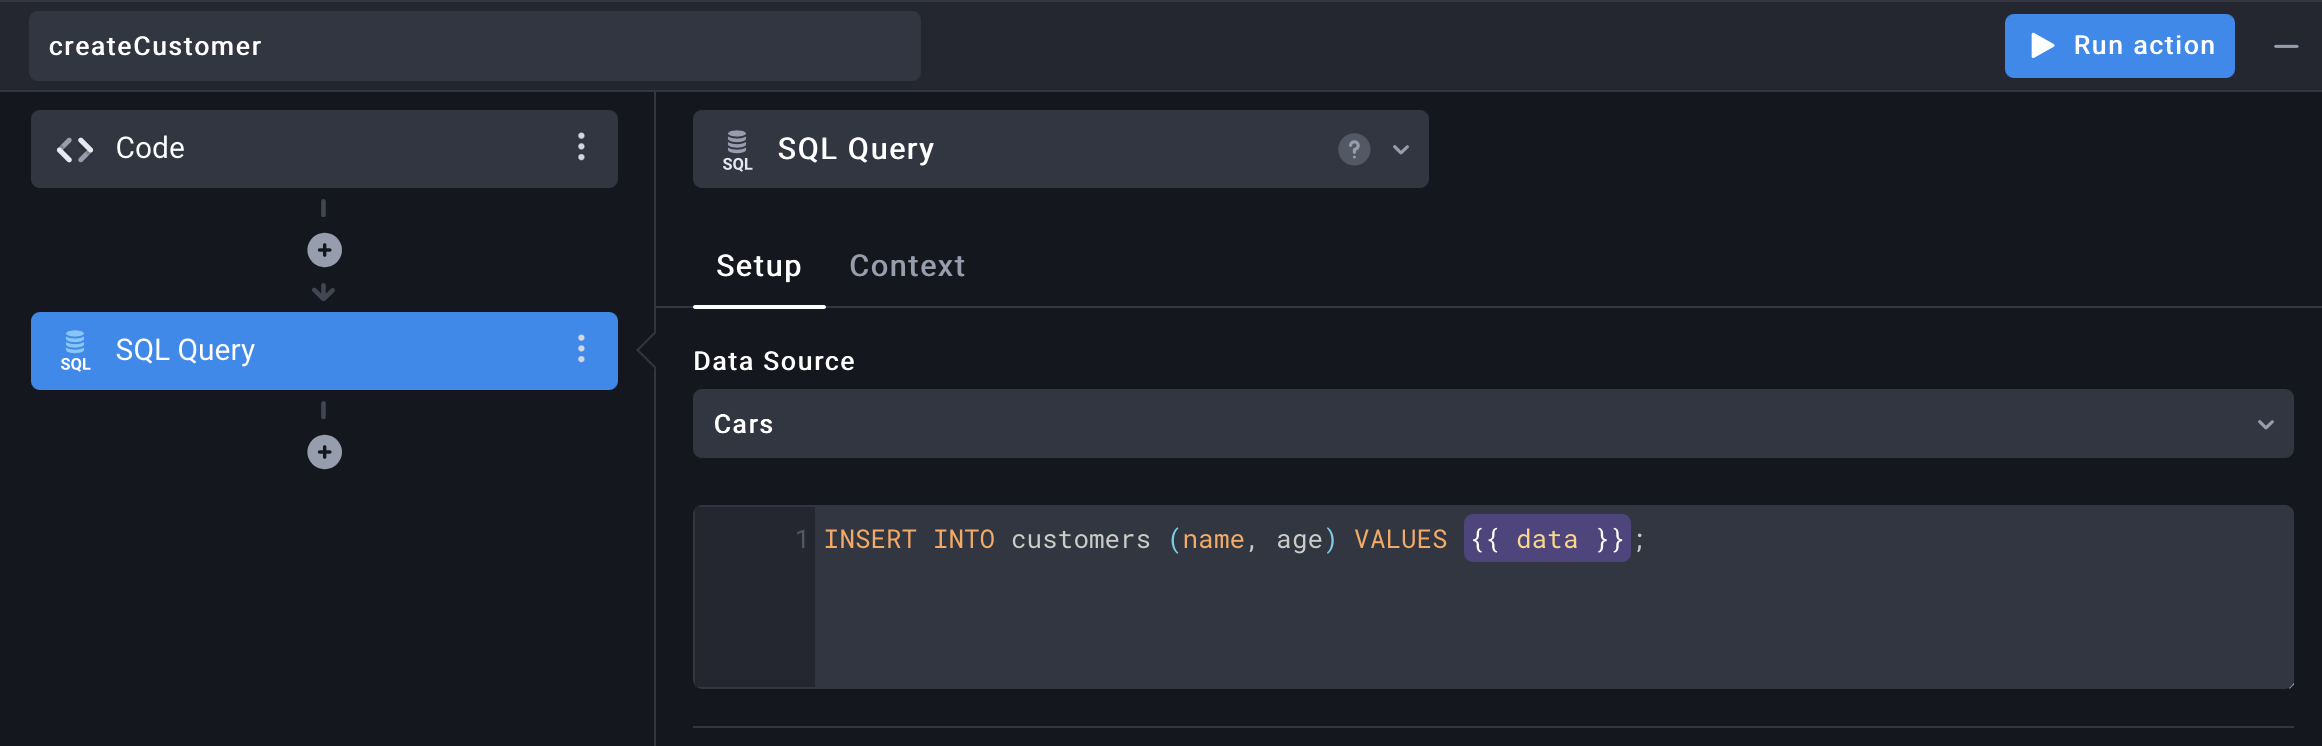 createCustomer
Run action
Code
SQL
SQL Query
SQL
SQL Query
?
Setup Context
Data Source
Cars
1 INSERT INTO customers (name, age) VALUES {{ data }};